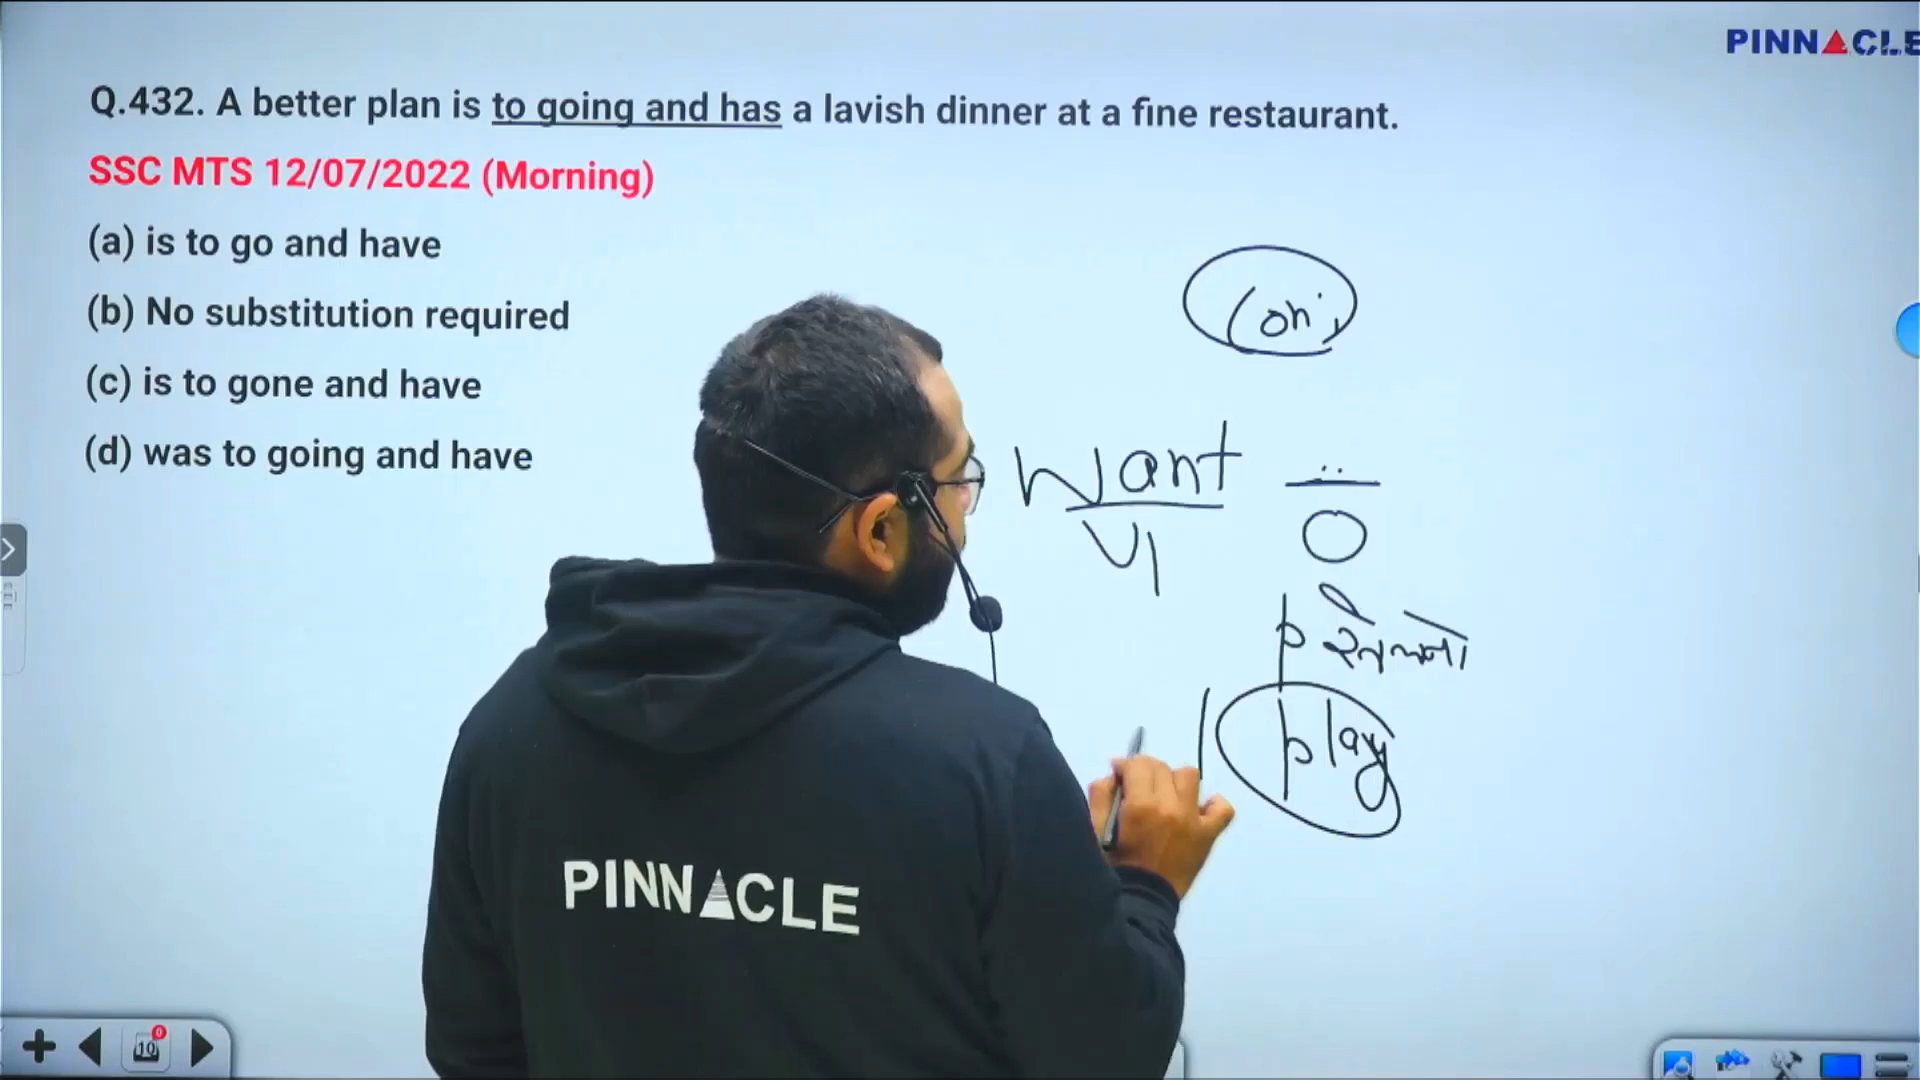 PINNACLE
Q.432. A better plan is to going and has a lavish dinner at a fine restaurant.
SSC MTS 12/07/2022 (Morning)
(a) is to go and have
(b) No substitution required
(c) is to gone and have
(d) was to going and have
Want
V1
O
play
PINNACLE
0
10